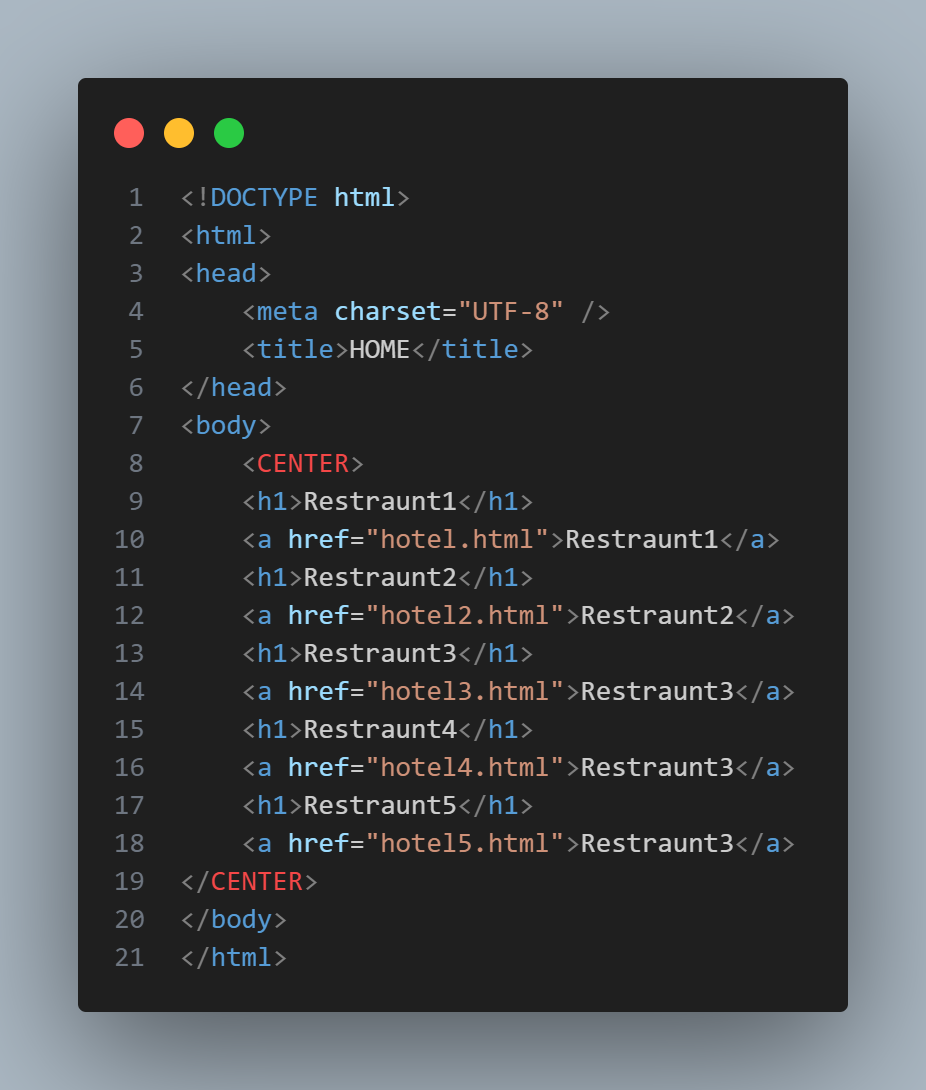 1 <!DOCTYPE html>
2 <html>
3 <head>
4     <meta charset="UTF-8" />
5     <title>HOME</title>
6 </head>
7 <body>
8     <CENTER>
9     <h1>Restraunt1</h1>
10     <a href="hotel.html">Restraunt1</a>
11     <h1>Restraunt2</h1>
12     <a href="hotel2.html">Restraunt2</a>
13     <h1>Restraunt3</h1>
14     <a href="hotel3.html">Restraunt3</a>
15     <h1>Restraunt4</h1>
16     <a href="hotel4.html">Restraunt3</a>
17     <h1>Restraunt5</h1>
18     <a href="hotel5.html">Restraunt3</a>
19 </CENTER>
20 </body>
21 </html>